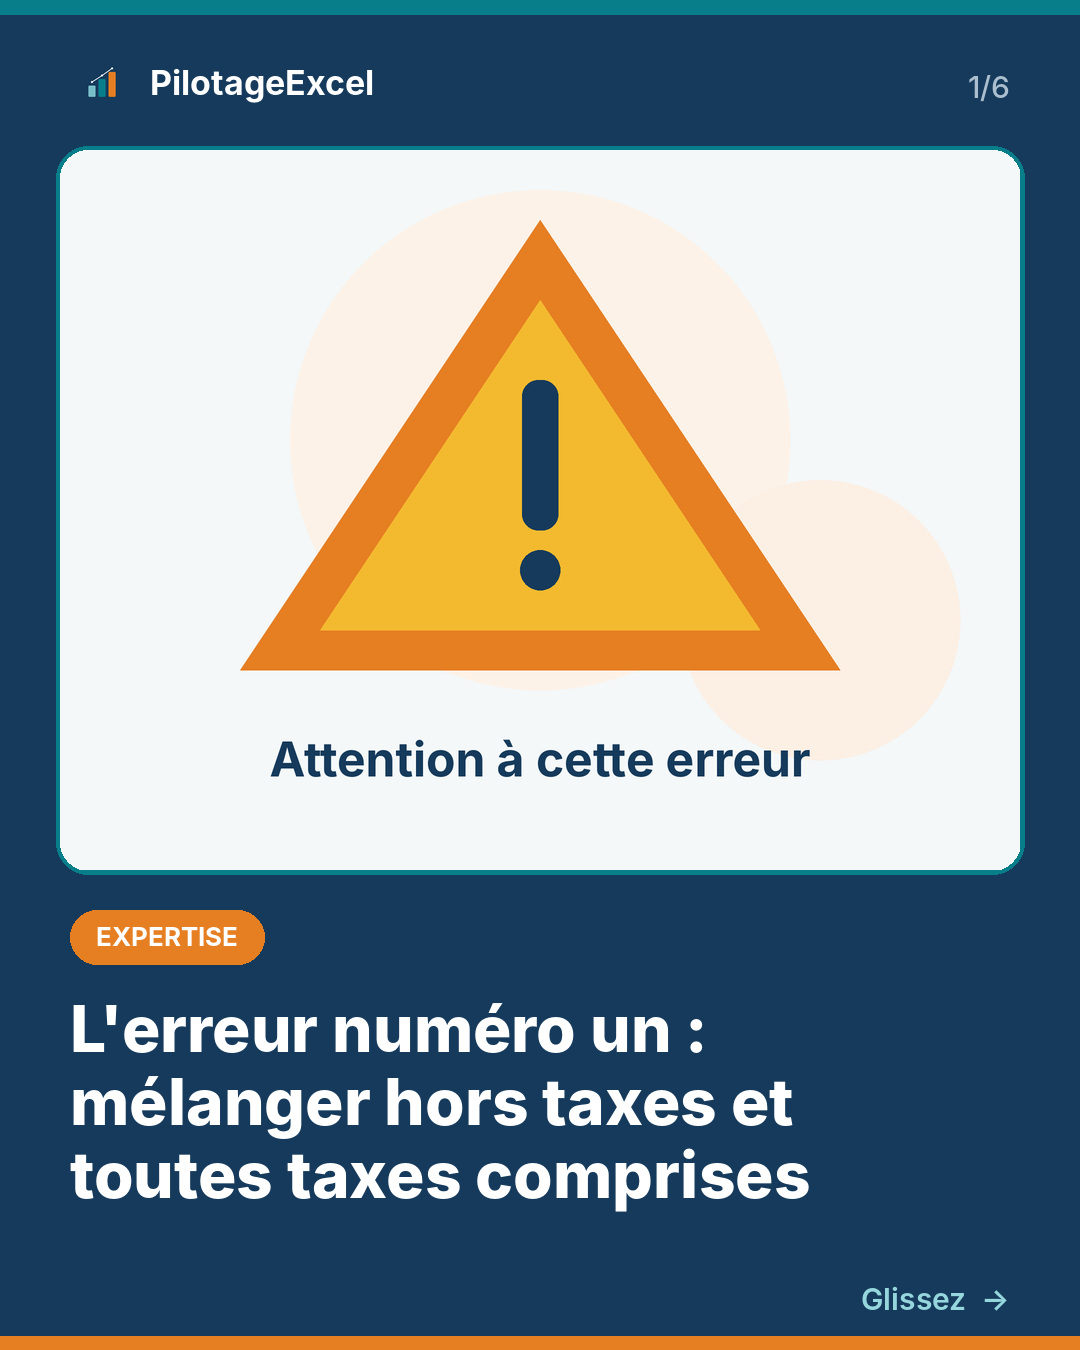 PilotageExcel
1/6
Attention à cette erreur
EXPERTISE
L'erreur numéro un :
mélanger hors taxes et
toutes taxes comprises
Glissez →